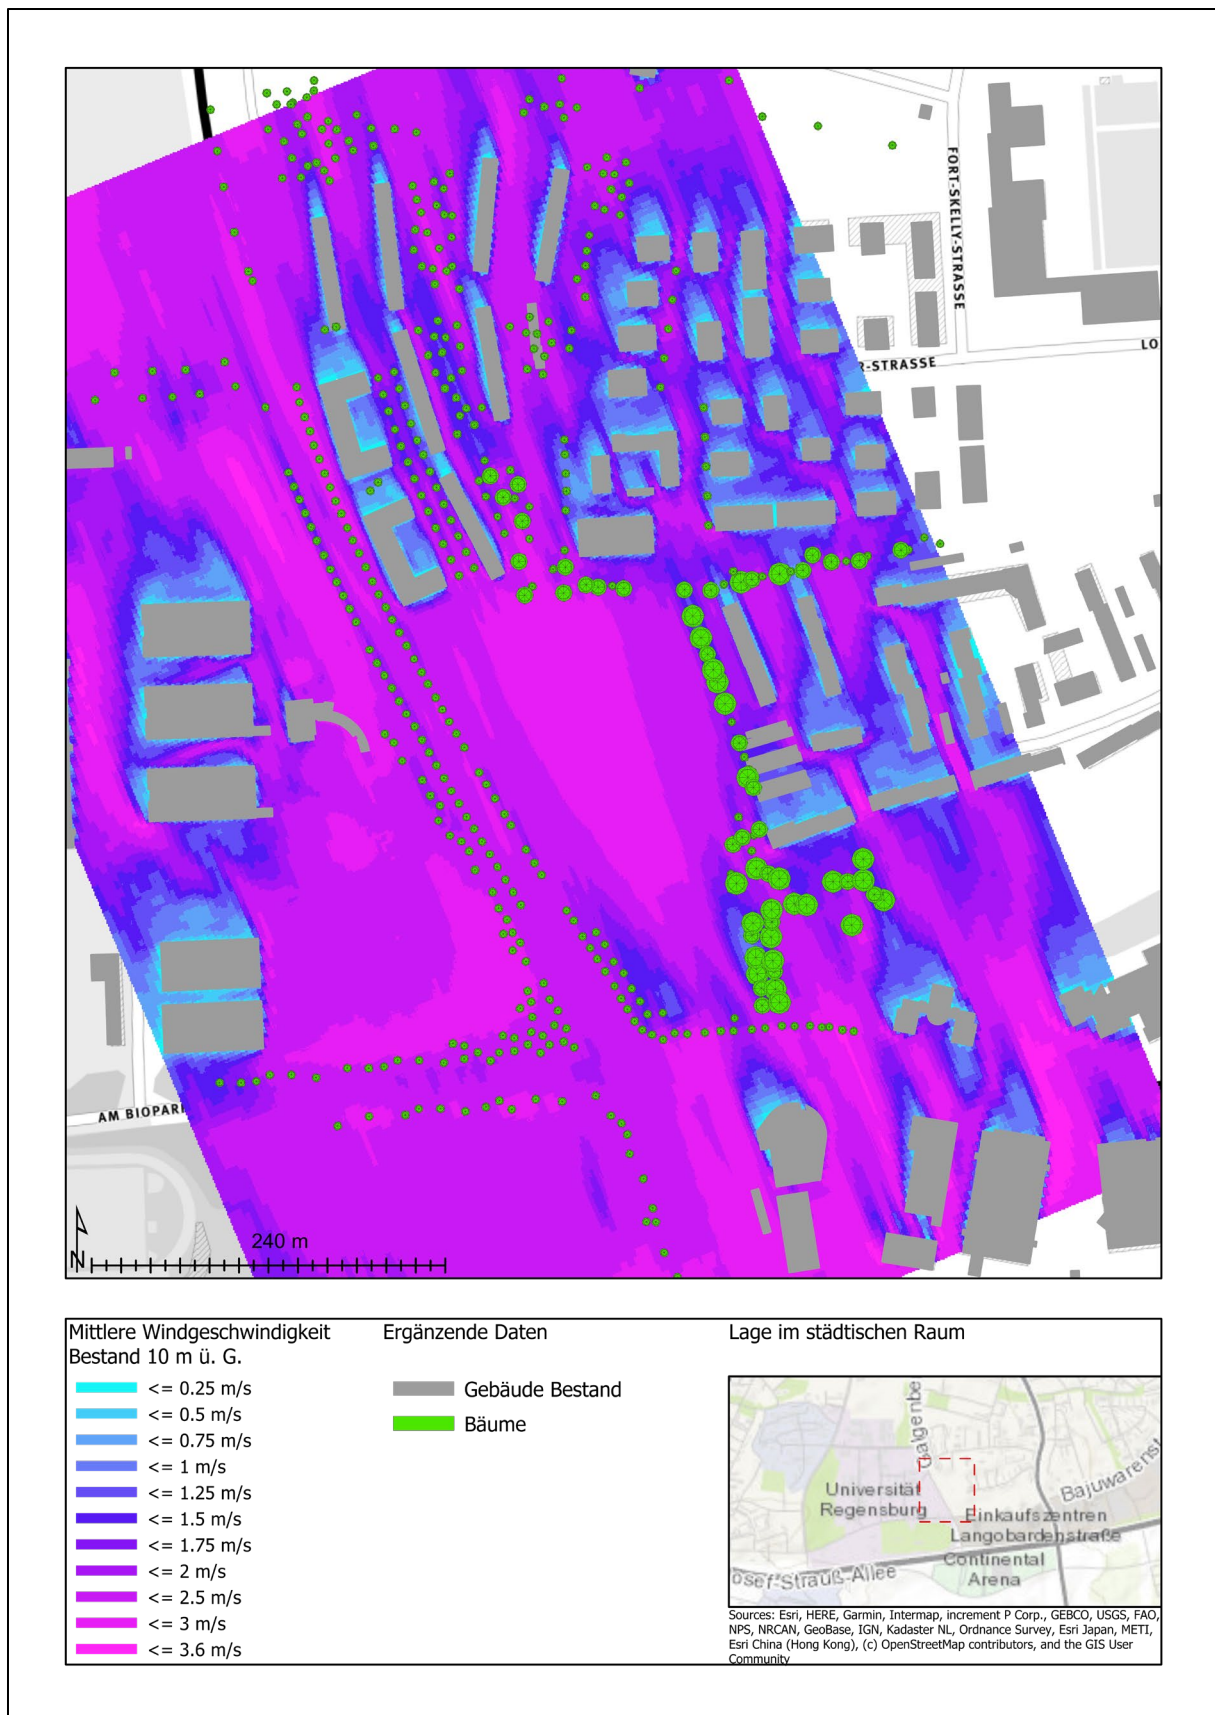 FORT-SKELLY-STRASSE
LO
R-STRASSE
AM BIOPARK
240 m
N
Mittlere Windgeschwindigkeit
Bestand 10 m ü. G.
<= 0.25 m/s
<= 0.5 m/s
<= 0.75 m/s
<= 1 m/s
<= 1.25 m/s
<= 1.5 m/s
<= 1.75 m/s
<= 2 m/s
<= 2.5 m/s
<= 3 m/s
<= 3.6 m/s
Ergänzende Daten
Gebäude Bestand
Bäume
Lage im städtischen Raum
Galgenbe
Universität
Regensburg
Bajuwarenst
Einkaufszentren
Langobardenstraße
Continental
Arena
osef-Strauß-Allee
Sources: Esri, HERE, Garmin, Intermap, increment P Corp., GEBCO, USGS, FAO,
NPS, NRCAN, GeoBase, IGN, Kadaster NL, Ordnance Survey, Esri Japan, METI,
Esri China (Hong Kong), (c) OpenStreetMap contributors, and the GIS User
Community